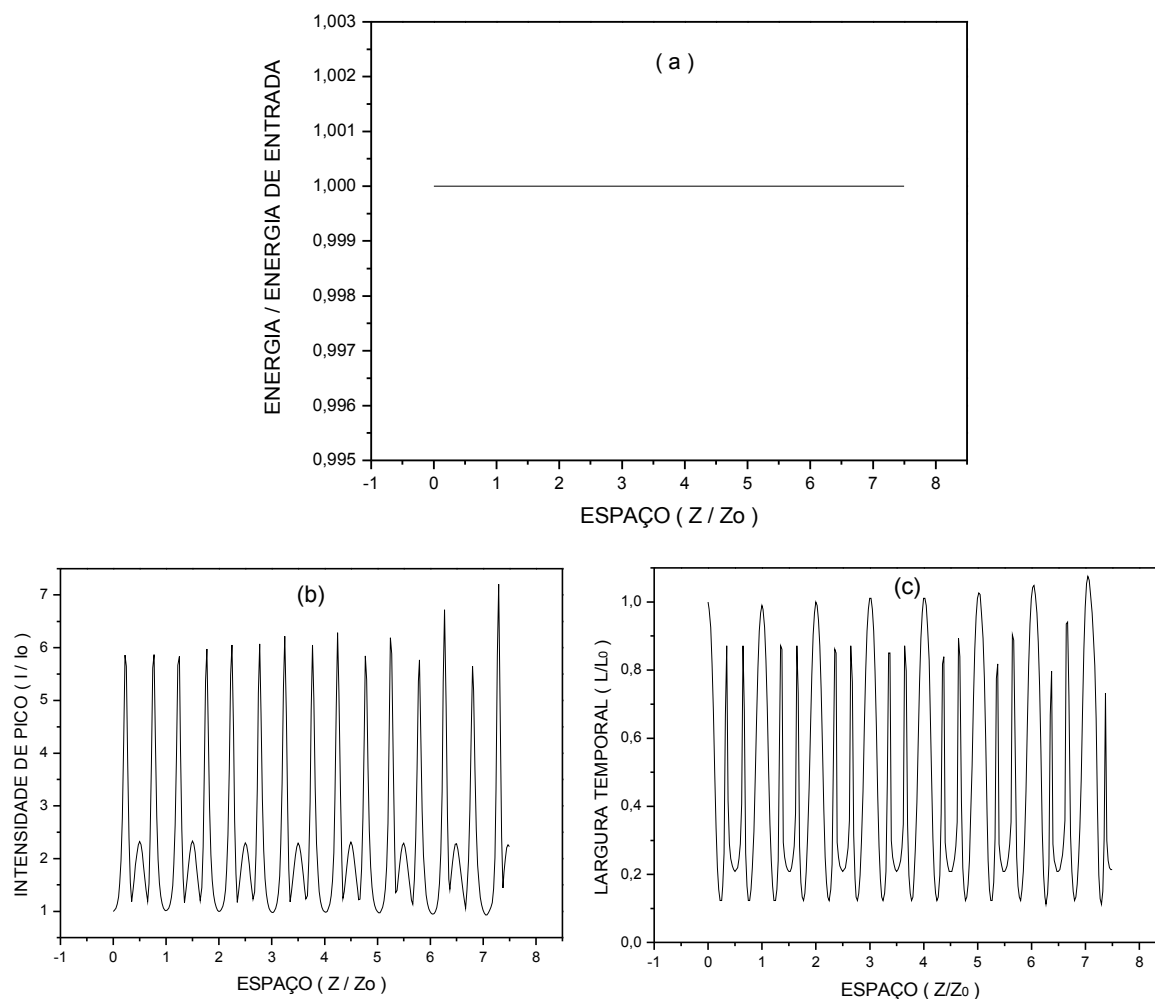 1,003
1,002
1,001
1,000
0,999
0,998
0,997
0,996
0,995
ENERGIA / ENERGIA DE ENTRADA
( a )
-1 0 1 2 3 4 5 6 7 8
ESPAÇO ( Z / Zo )
7
6
5
4
3
2
1
INTENSIDADE DE PICO ( I / Io )
(b)
-1 0 1 2 3 4 5 6 7 8
ESPAÇO ( Z / Zo )
1,0
0,8
0,6
0,4
0,2
0,0
LARGURA TEMPORAL ( L/L0 )
(c)
-1 0 1 2 3 4 5 6 7 8
ESPAÇO ( Z/Z0 )